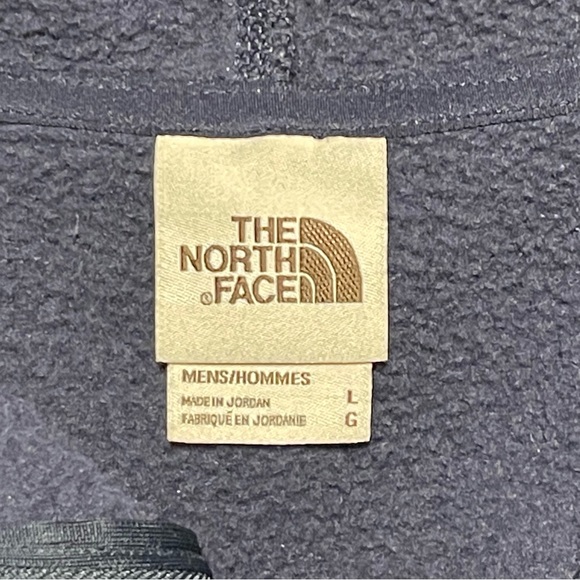 THE
NORTH
®FACE
MENS/HOMMES
MADE IN JORDAN L
FABRIQUÉ EN JORDANIE G